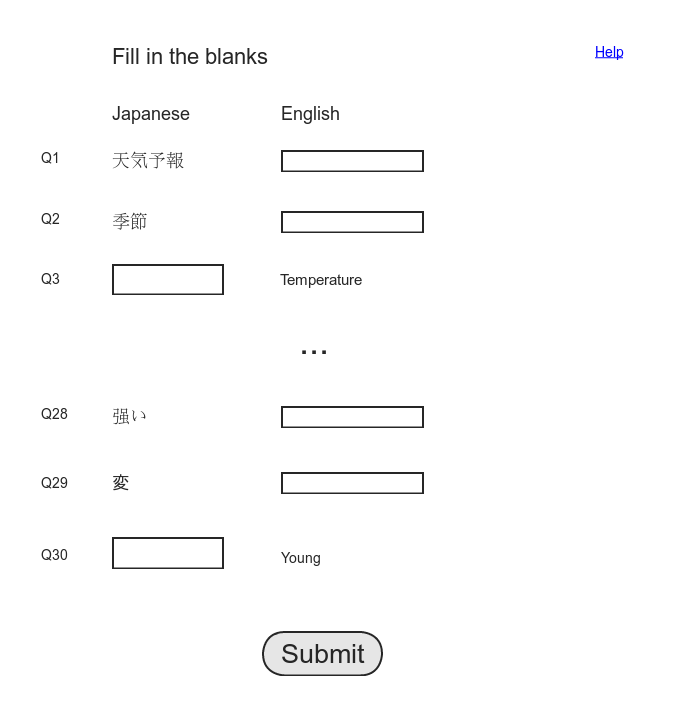 Fill in the blanks Help
Japanese English
Q1 天気予報
Q2 季節
Q3 Temperature
...
Q28 强い
Q29 変
Q30 Young
Submit